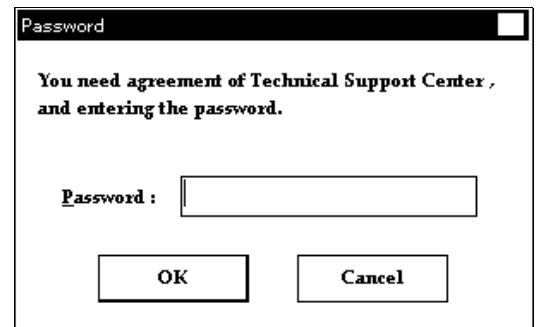 Password
You need agreement of Technical Support Center ,
and entering the password.
Password :
OK Cancel